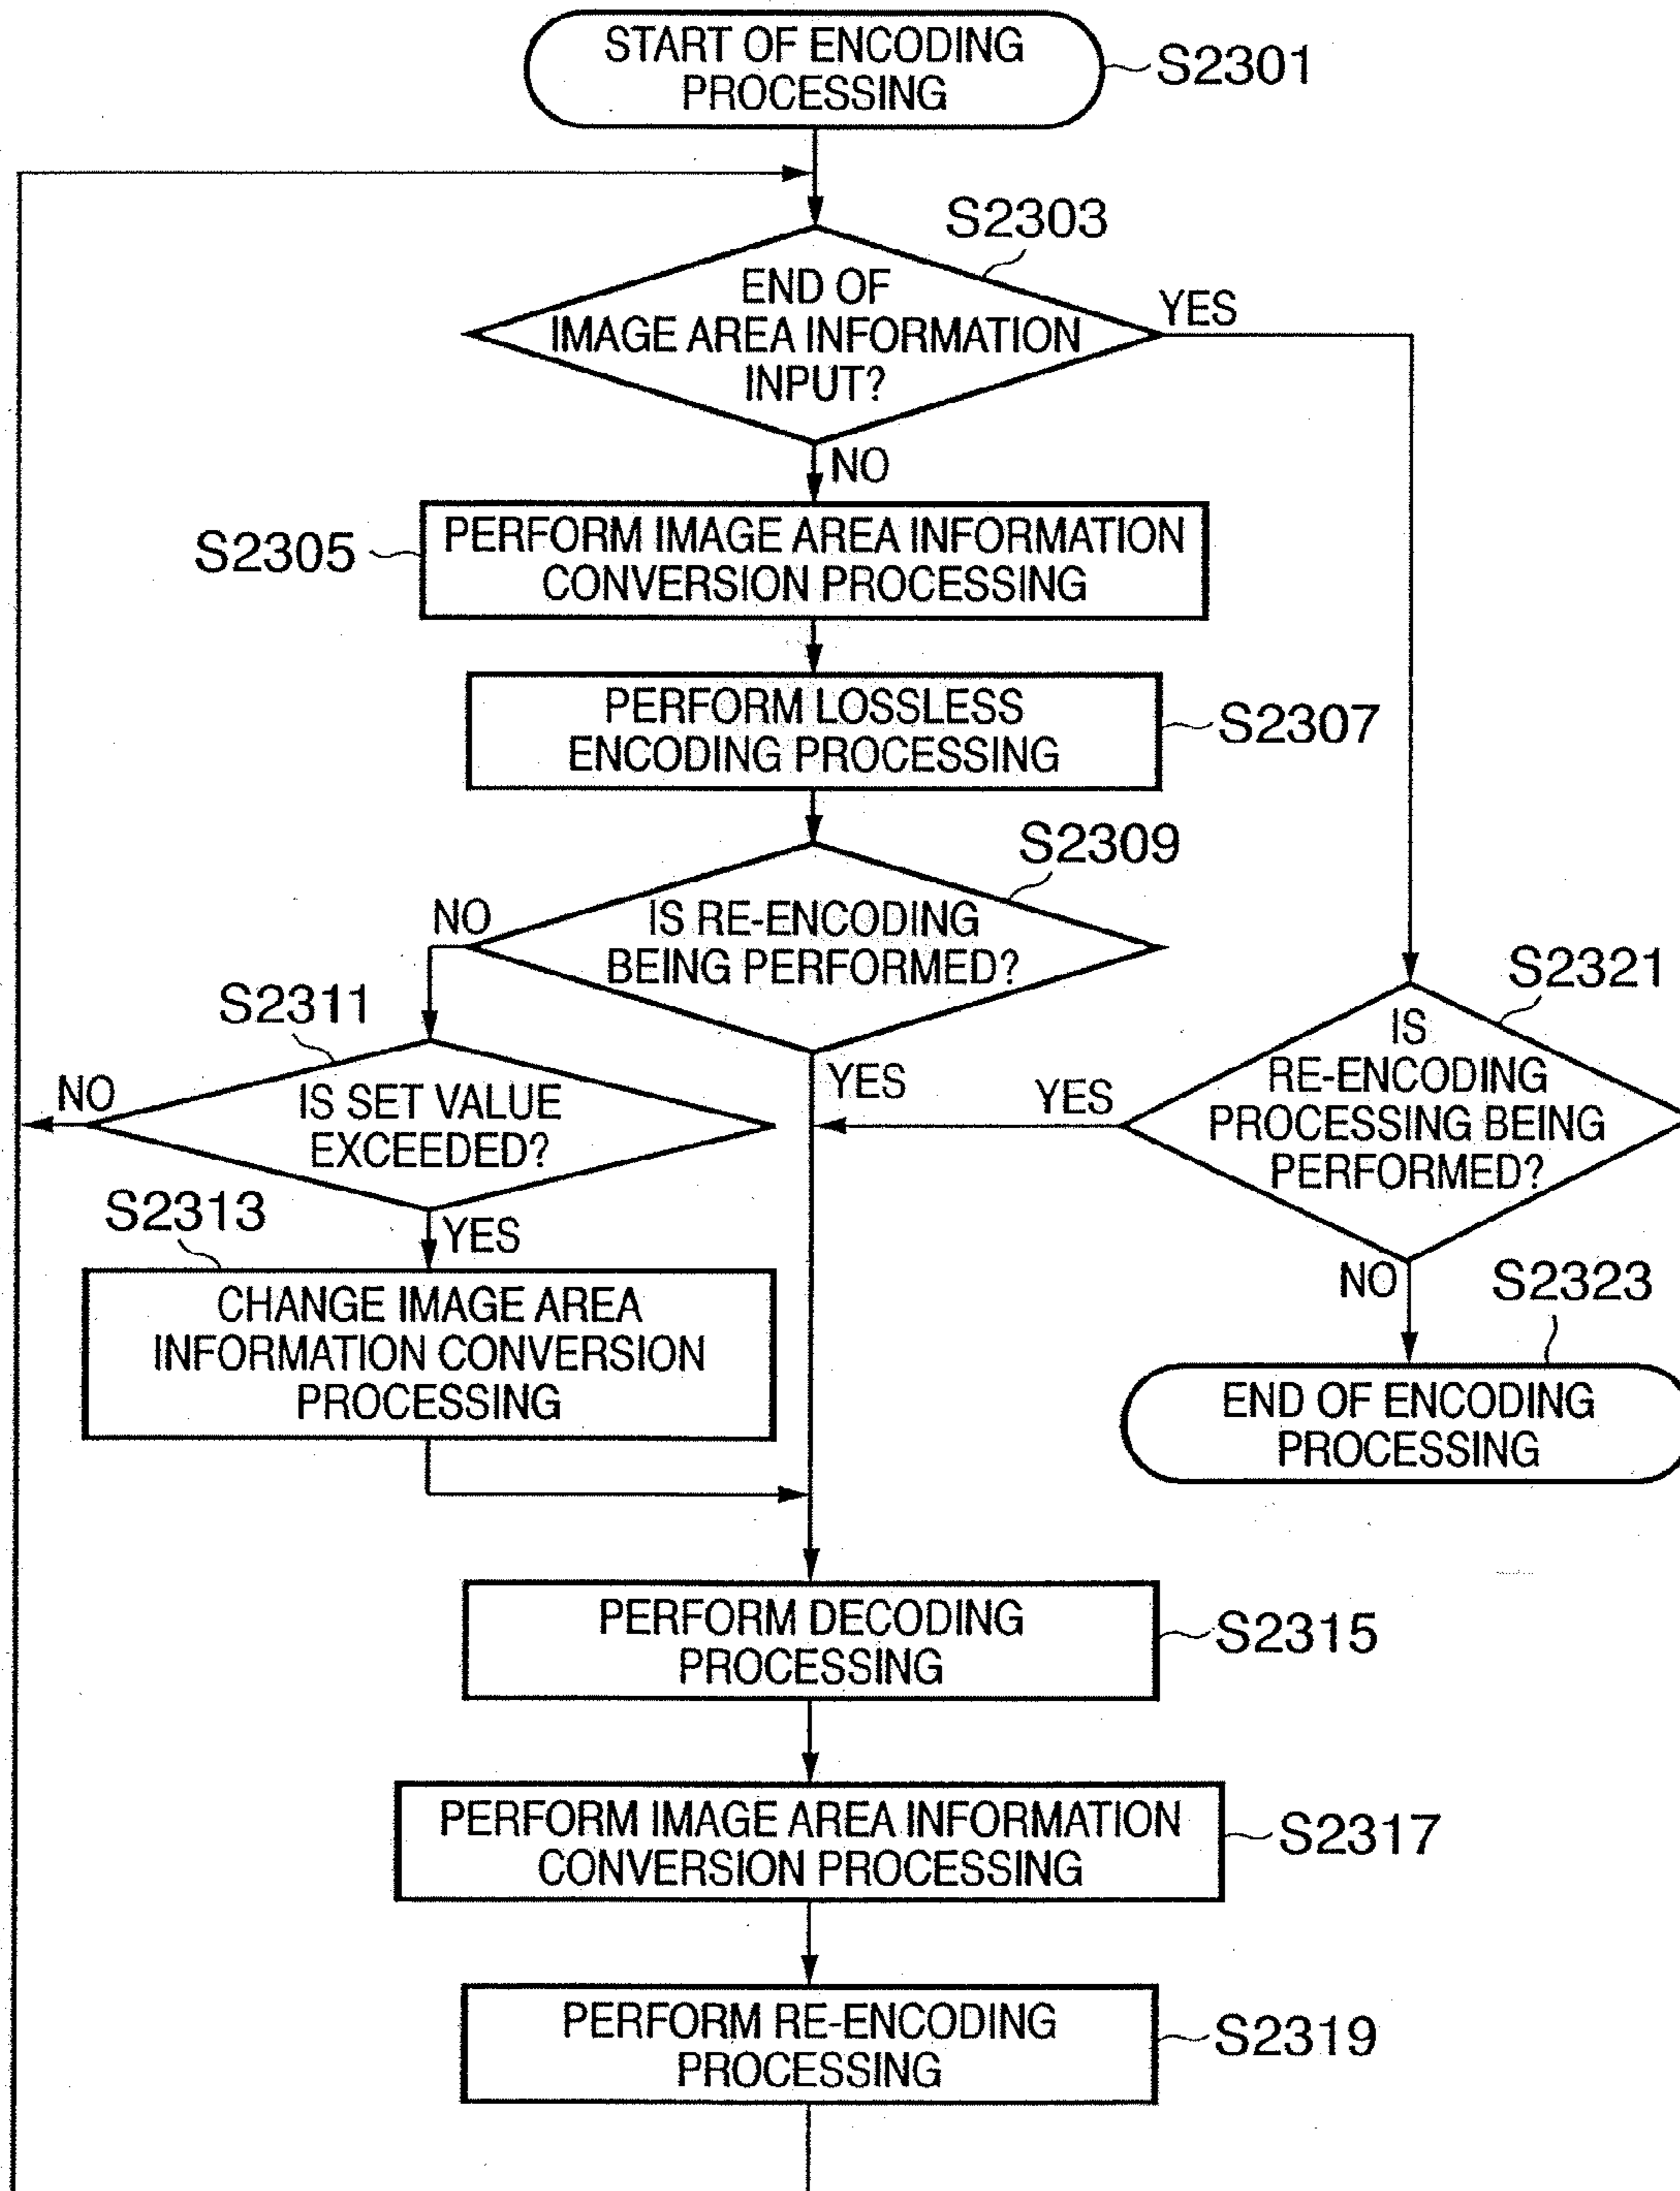 START OF ENCODING
PROCESSING
S2301
S2303
END OF
IMAGE AREA INFORMATION
INPUT?
YES
NO
S2305
PERFORM IMAGE AREA INFORMATION
CONVERSION PROCESSING
PERFORM LOSSLESS
ENCODING PROCESSING
S2307
S2309
NO
IS RE-ENCODING
BEING PERFORMED?
YES
S2311
NO
IS SET VALUE
EXCEEDED?
YES
S2313
CHANGE IMAGE AREA
INFORMATION CONVERSION
PROCESSING
S2321
IS
RE-ENCODING
PROCESSING BEING
PERFORMED?
YES
NO
S2323
END OF ENCODING
PROCESSING
PERFORM DECODING
PROCESSING
S2315
PERFORM IMAGE AREA INFORMATION
CONVERSION PROCESSING
S2317
PERFORM RE-ENCODING
PROCESSING
S2319